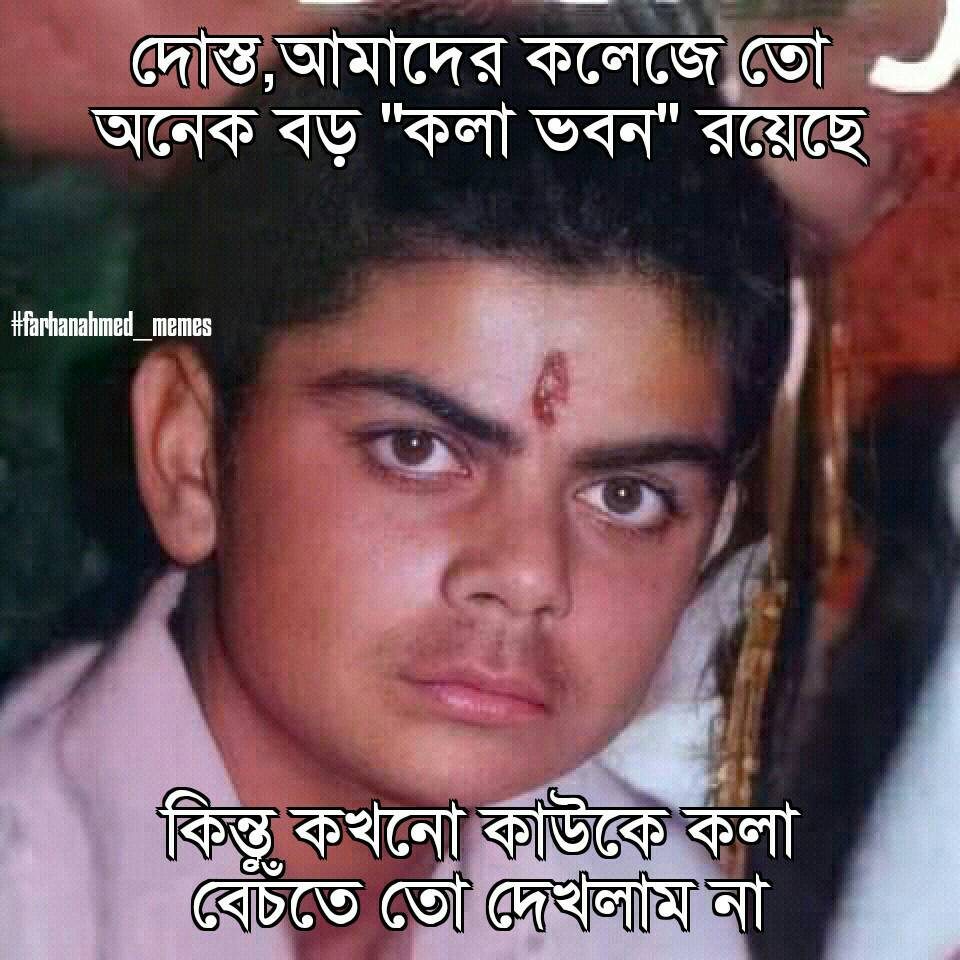 দোস্ত,আমাদের কলেজে তো
অনেক বড় "কলা ভবন" রয়েছে
#farhanahmed_memes
কিন্তু কখনো কাউকে কলা
বেচঁতে তো দেখলাম না